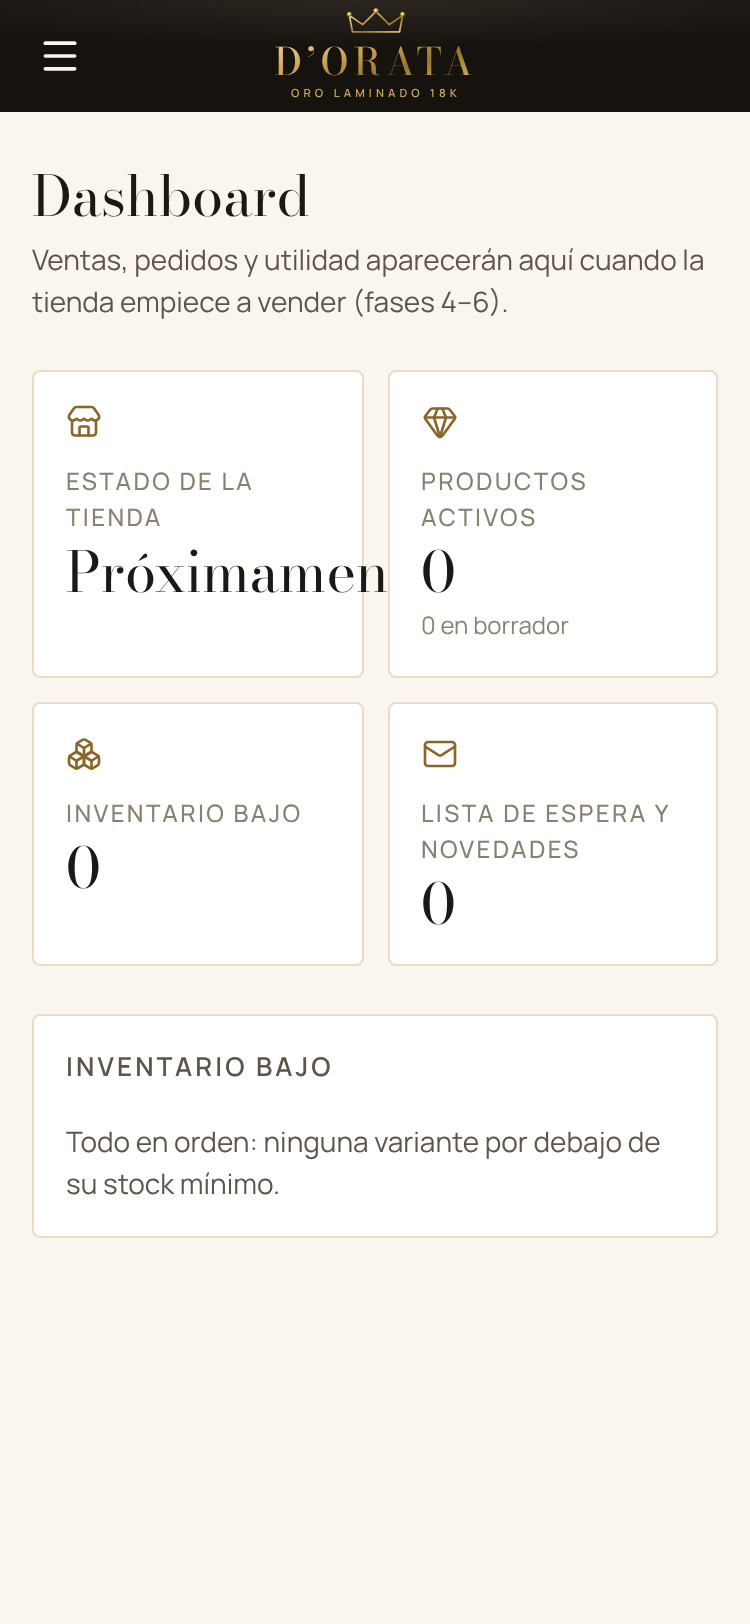 D'ORATA
ORO LAMINADO 18K
Dashboard
Ventas, pedidos y utilidad aparecerán aquí cuando la
tienda empiece a vender (fases 4–6).
ESTADO DE LA
TIENDA
Próximamen
PRODUCTOS
ACTIVOS
0
0 en borrador
INVENTARIO BAJO
0
LISTA DE ESPERA Y
NOVEDADES
0
INVENTARIO BAJO
Todo en orden: ninguna variante por debajo de
su stock mínimo.